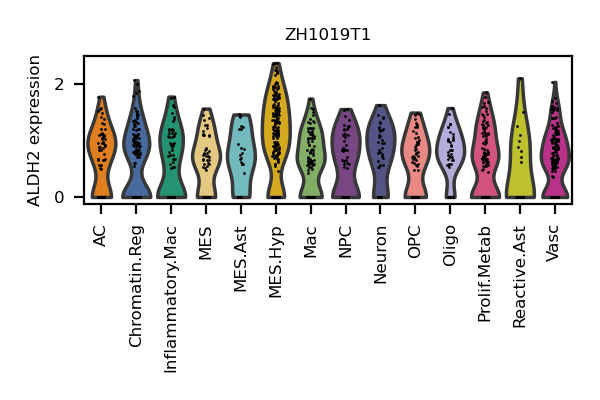 ZH1019T1
ALDH2 expression
2
0
AC
Chromatin.Reg
Inflammatory.Mac
MES
MES.Ast
MES.Hyp
Mac
NPC
Neuron
OPC
Oligo
Prolif.Metab
Reactive.Ast
Vasc